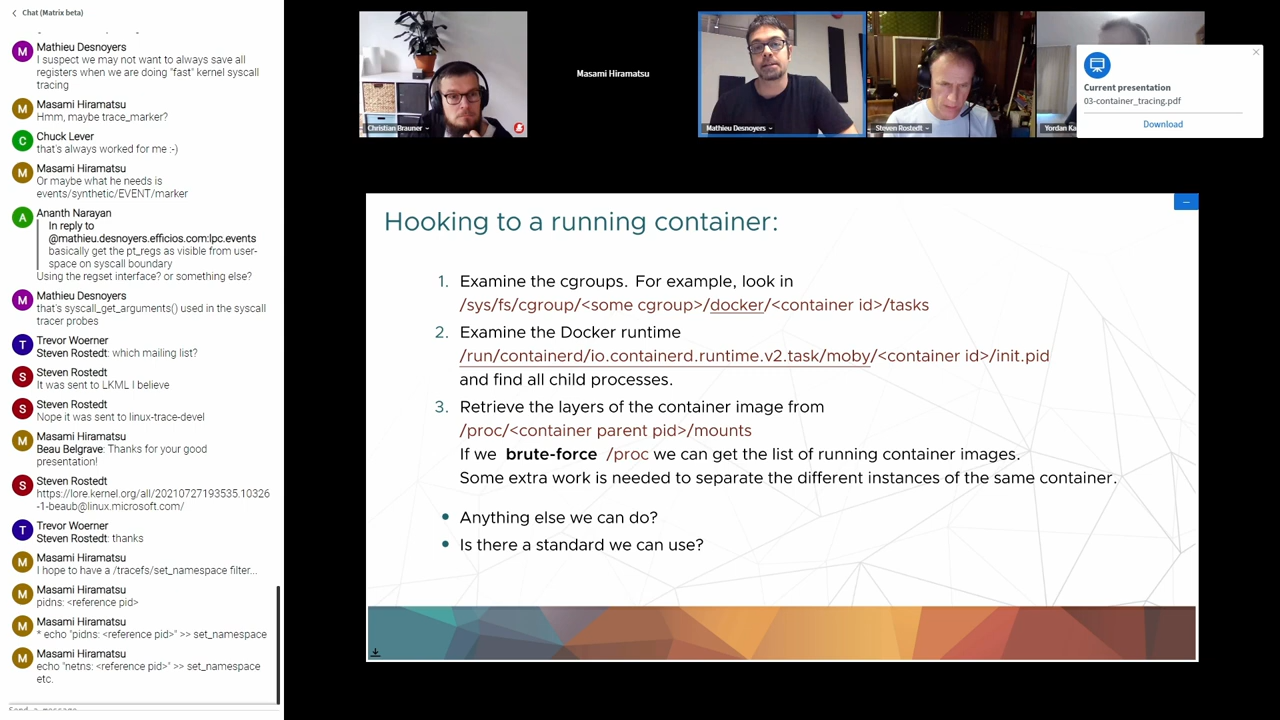 Chat (Matrix beta)
M
Mathieu Desnoyers
I suspect we may not want to always save all
registers when we are doing "fast" kernel syscall
tracing
M
Masami Hiramatsu
Hmm, maybe trace_marker?
C
Chuck Lever
that's always worked for me :-)
M
Masami Hiramatsu
Or maybe what he needs is
events/synthetic/EVENT/marker
A
Ananth Narayan
In reply to
@mathieu.desnoyers.efficios.com:lpc.events
basically get the pt_regs as visible from user-
space on syscall boundary
Using the regset interface? or something else?
M
Mathieu Desnoyers
that's syscall_get_arguments() used in the syscall
tracer probes
T
Trevor Woerner
Steven Rostedt: which mailing list?
S
Steven Rostedt
It was sent to LKML I believe
S
Steven Rostedt
Nope it was sent to linux-trace-devel
M
Masami Hiramatsu
Beau Belgrave: Thanks for your good
presentation!
S
Steven Rostedt
https://lore.kernel.org/all/20210727193535.10326
-1-beaub@linux.microsoft.com/
T
Trevor Woerner
Steven Rostedt: thanks
M
Masami Hiramatsu
I hope to have a /tracefs/set_namespace filter...
M
Masami Hiramatsu
pidns: <reference pid>
M
Masami Hiramatsu
* echo "pidns: <reference pid>" >> set_namespace
M
Masami Hiramatsu
echo "netns: <reference pid>" >> set_namespace
etc.
Send a message
Christian Brauner
Masami Hiramatsu
Mathieu Desnoyers
Steven Rostedt
Yordan Ka
Current presentation
03-container_tracing.pdf
Download
Hooking to a running container:
1. Examine the cgroups. For example, look in
/sys/fs/cgroup/<some cgroup>/docker/<container id>/tasks
2. Examine the Docker runtime
/run/containerd/io.containerd.runtime.v2.task/moby/<container id>/init.pid
and find all child processes.
3. Retrieve the layers of the container image from
/proc/<container parent pid>/mounts
If we brute-force /proc we can get the list of running container images.
Some extra work is needed to separate the different instances of the same container.
• Anything else we can do?
• Is there a standard we can use?